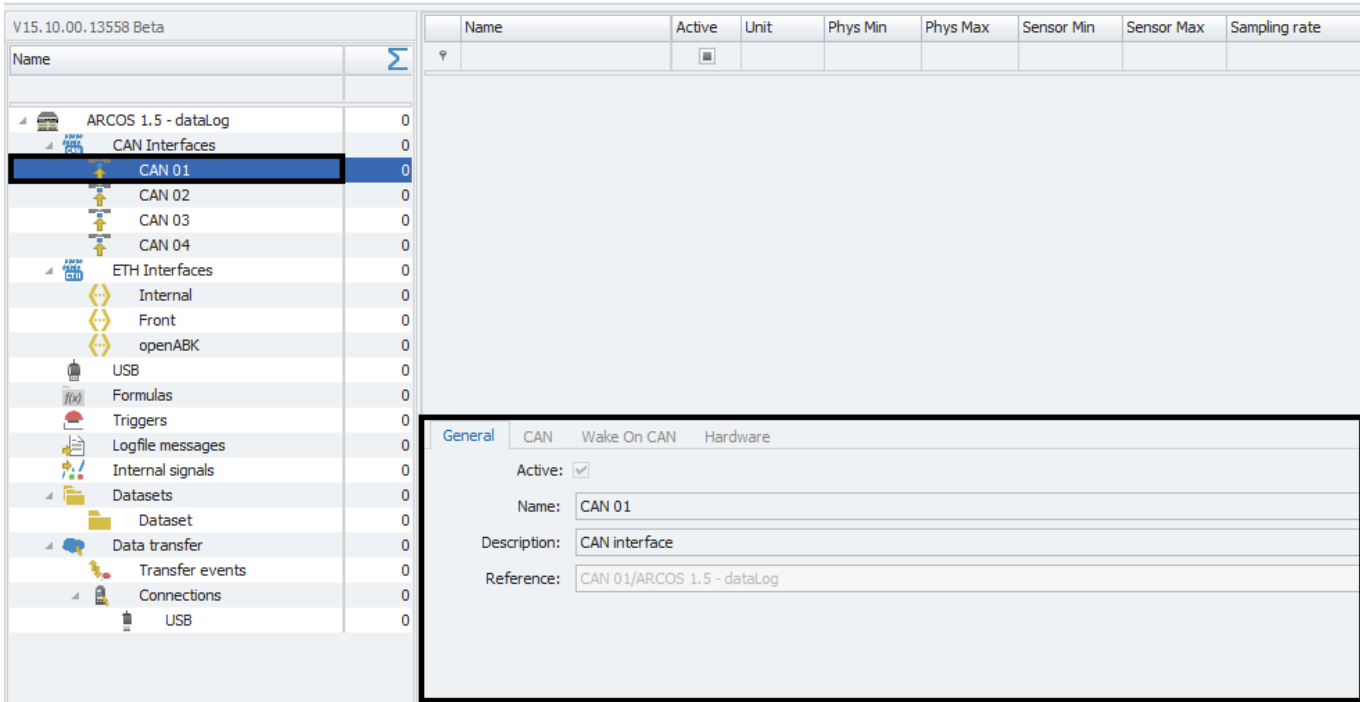 V15.10.00.13558 Beta
Name Σ
ARCOS 1.5 - dataLog 0
CAN Interfaces 0
CAN 01 0
CAN 02 0
CAN 03 0
CAN 04 0
ETH Interfaces 0
Internal 0
Front 0
openABK 0
USB 0
f(x) Formulas 0
Triggers 0
Logfile messages 0
Internal signals 0
Datasets 0
Dataset 0
Data transfer 0
Transfer events 0
Connections 0
USB 0
Name Active Unit Phys Min Phys Max Sensor Min Sensor Max Sampling rate
General CAN Wake On CAN Hardware
Active:
Name: CAN 01
Description: CAN interface
Reference: CAN 01/ARCOS 1.5 - dataLog